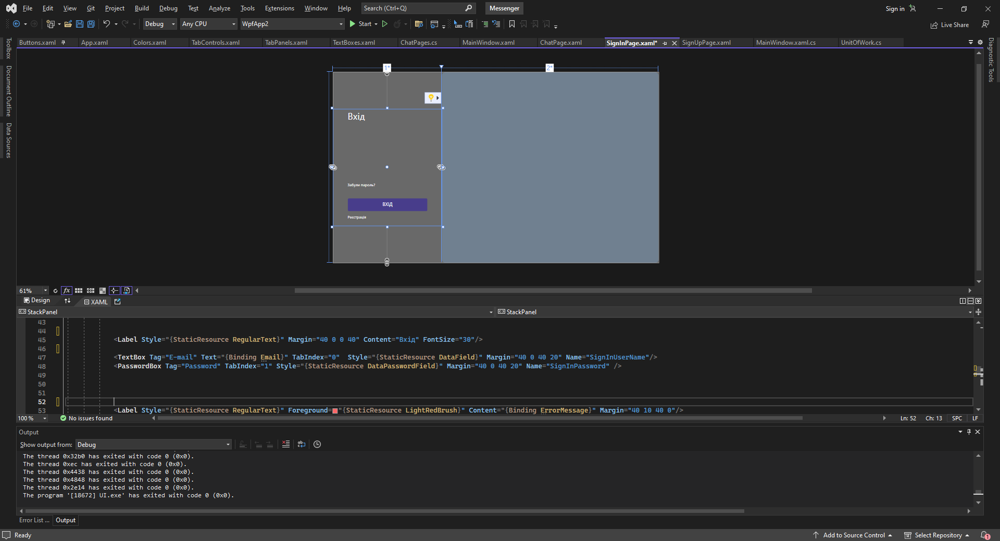 File Edit View Git Project Build Debug Test Analyze Tools Extensions Window Help Search (Ctrl+Q) Messenger Sign in
Debug Any CPU WpfApp2 Start Live Share
Toolbox
Document Outline
Data Sources
Buttons.xaml App.xaml Colors.xaml TabControls.xaml TabPanels.xaml TextBoxes.xaml ChatPages.cs MainWindow.xaml ChatPage.xaml SignInPage.xaml* SignUpPage.xaml MainWindow.xaml.cs UnitOfWork.cs
Diagnostic Tools
1* 2*
Вхід
Забули пароль?
ВХІД
Реєстрація
61% fx
Design XAML
StackPanel StackPanel
43
44
45 <Label Style="{StaticResource RegularText}" Margin="40 0 0 40" Content="Вхід" FontSize="30"/>
46
47 <TextBox Tag="E-mail" Text="{Binding Email}" TabIndex="0"  Style="{StaticResource DataField}" Margin="40 0 40 20" Name="SignInUserName"/>
48 <PasswordBox Tag="Password" TabIndex="1" Style="{StaticResource DataPasswordField}" Margin="40 0 40 20" Name="SignInPassword" />
49
50
51
52
53 <Label Style="{StaticResource RegularText}" Foreground="{StaticResource LightRedBrush}" Content="{Binding ErrorMessage}" Margin="40 10 40 0"/>
100 % No issues found Ln: 52 Ch: 13 SPC LF
Output
Show output from: Debug
The thread 0x32b0 has exited with code 0 (0x0).
The thread 0xec has exited with code 0 (0x0).
The thread 0x4438 has exited with code 0 (0x0).
The thread 0x4848 has exited with code 0 (0x0).
The thread 0x2e14 has exited with code 0 (0x0).
The program '[18672] UI.exe' has exited with code 0 (0x0).
Error List ... Output
Ready Add to Source Control Select Repository 1